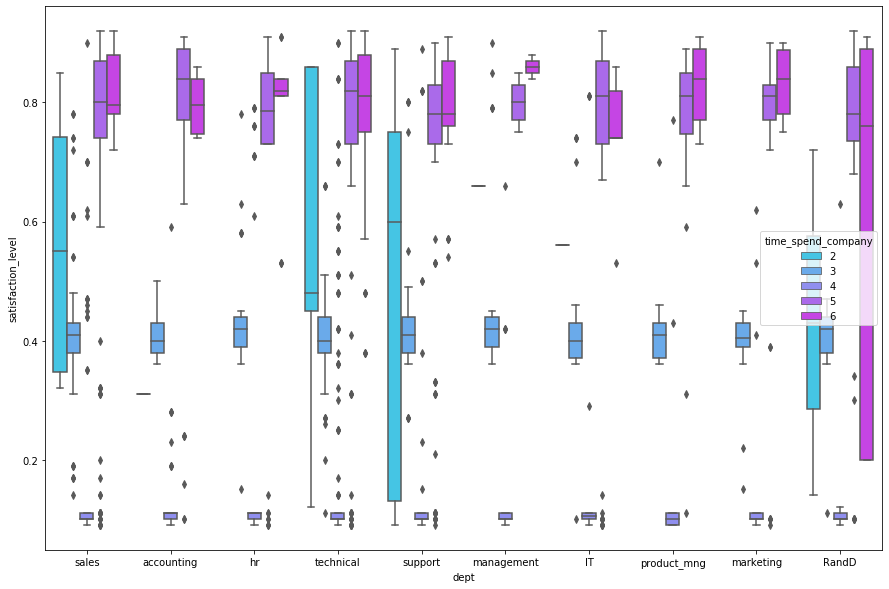 satisfaction_level
0.8
0.6
0.4
0.2
time_spend_company
2
3
4
5
6
sales accounting hr technical support management IT product_mng marketing RandD
dept